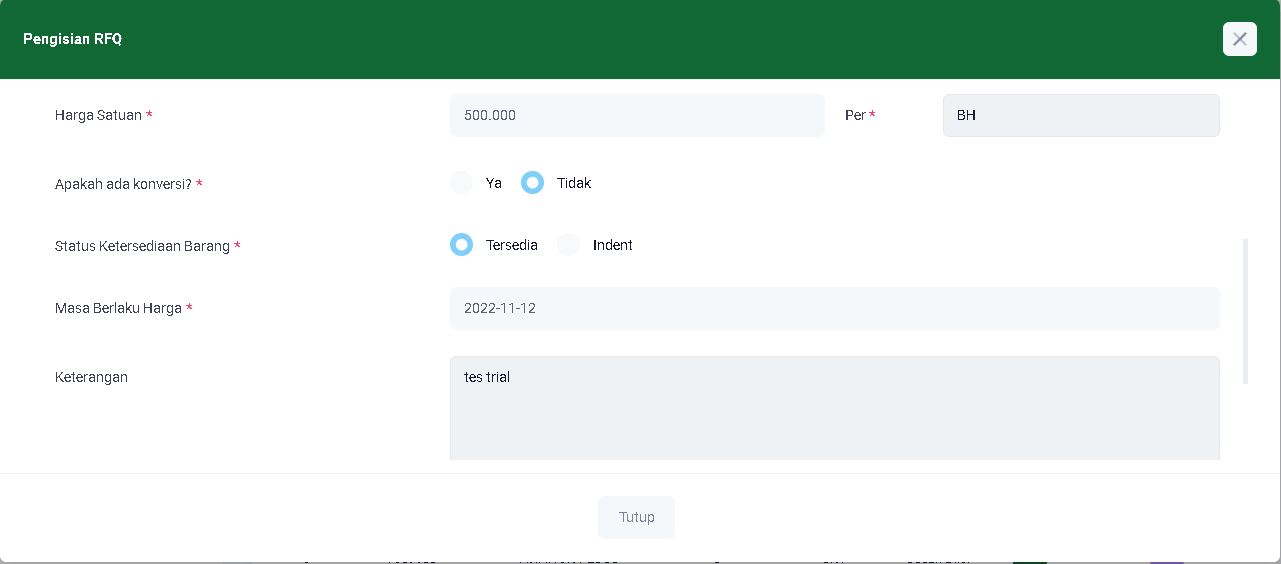 Pengisian RFQ
Harga Satuan * 500.000 Per * BH
Apakah ada konversi? * Ya Tidak
Status Ketersediaan Barang * Tersedia Indent
Masa Berlaku Harga * 2022-11-12
Keterangan tes trial
Tutup